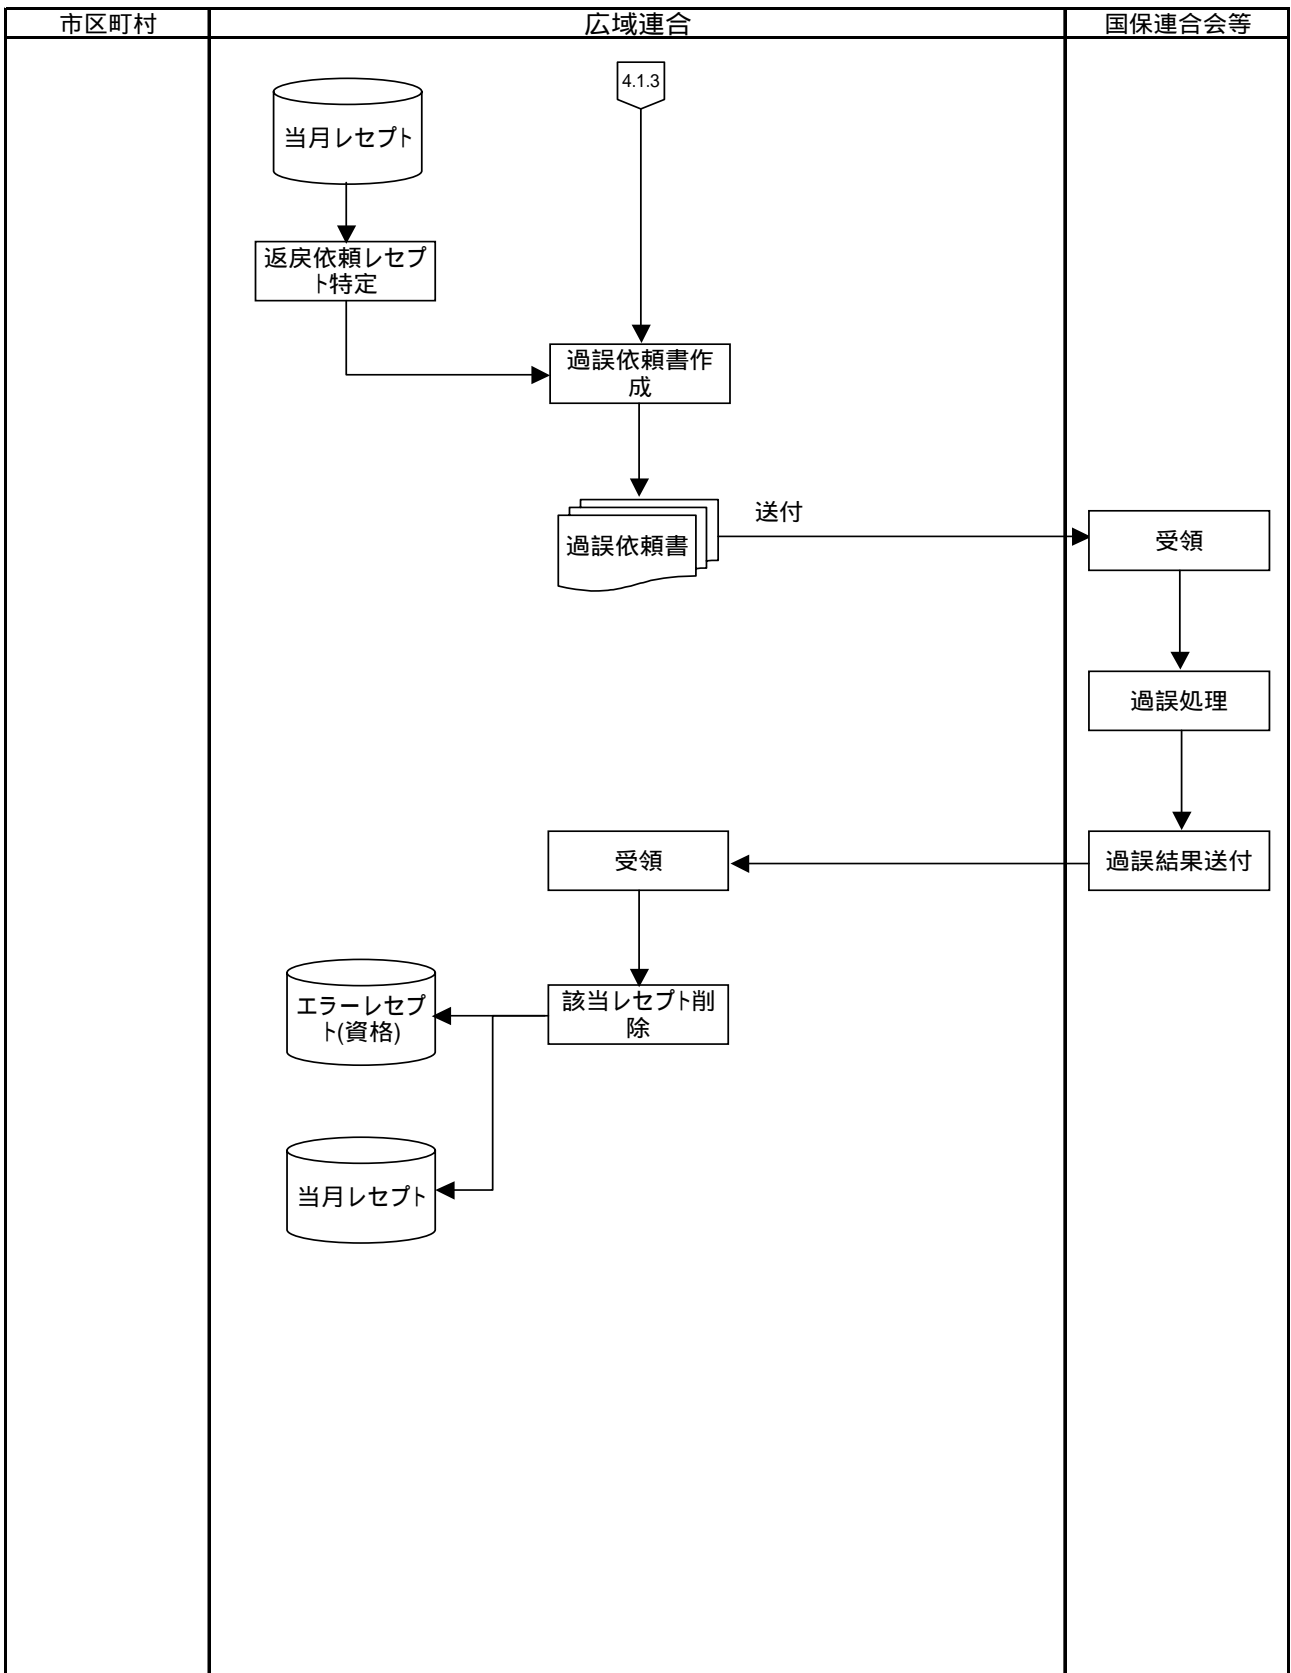 市区町村
広域連合
国保連合会等
4.1.3
当月レセプト
返戻依頼レセプ
ト特定
過誤依頼書作
成
過誤依頼書
送付
受領
過誤処理
過誤結果送付
受領
該当レセプト削
除
エラーレセプ
ト(資格)
当月レセプト